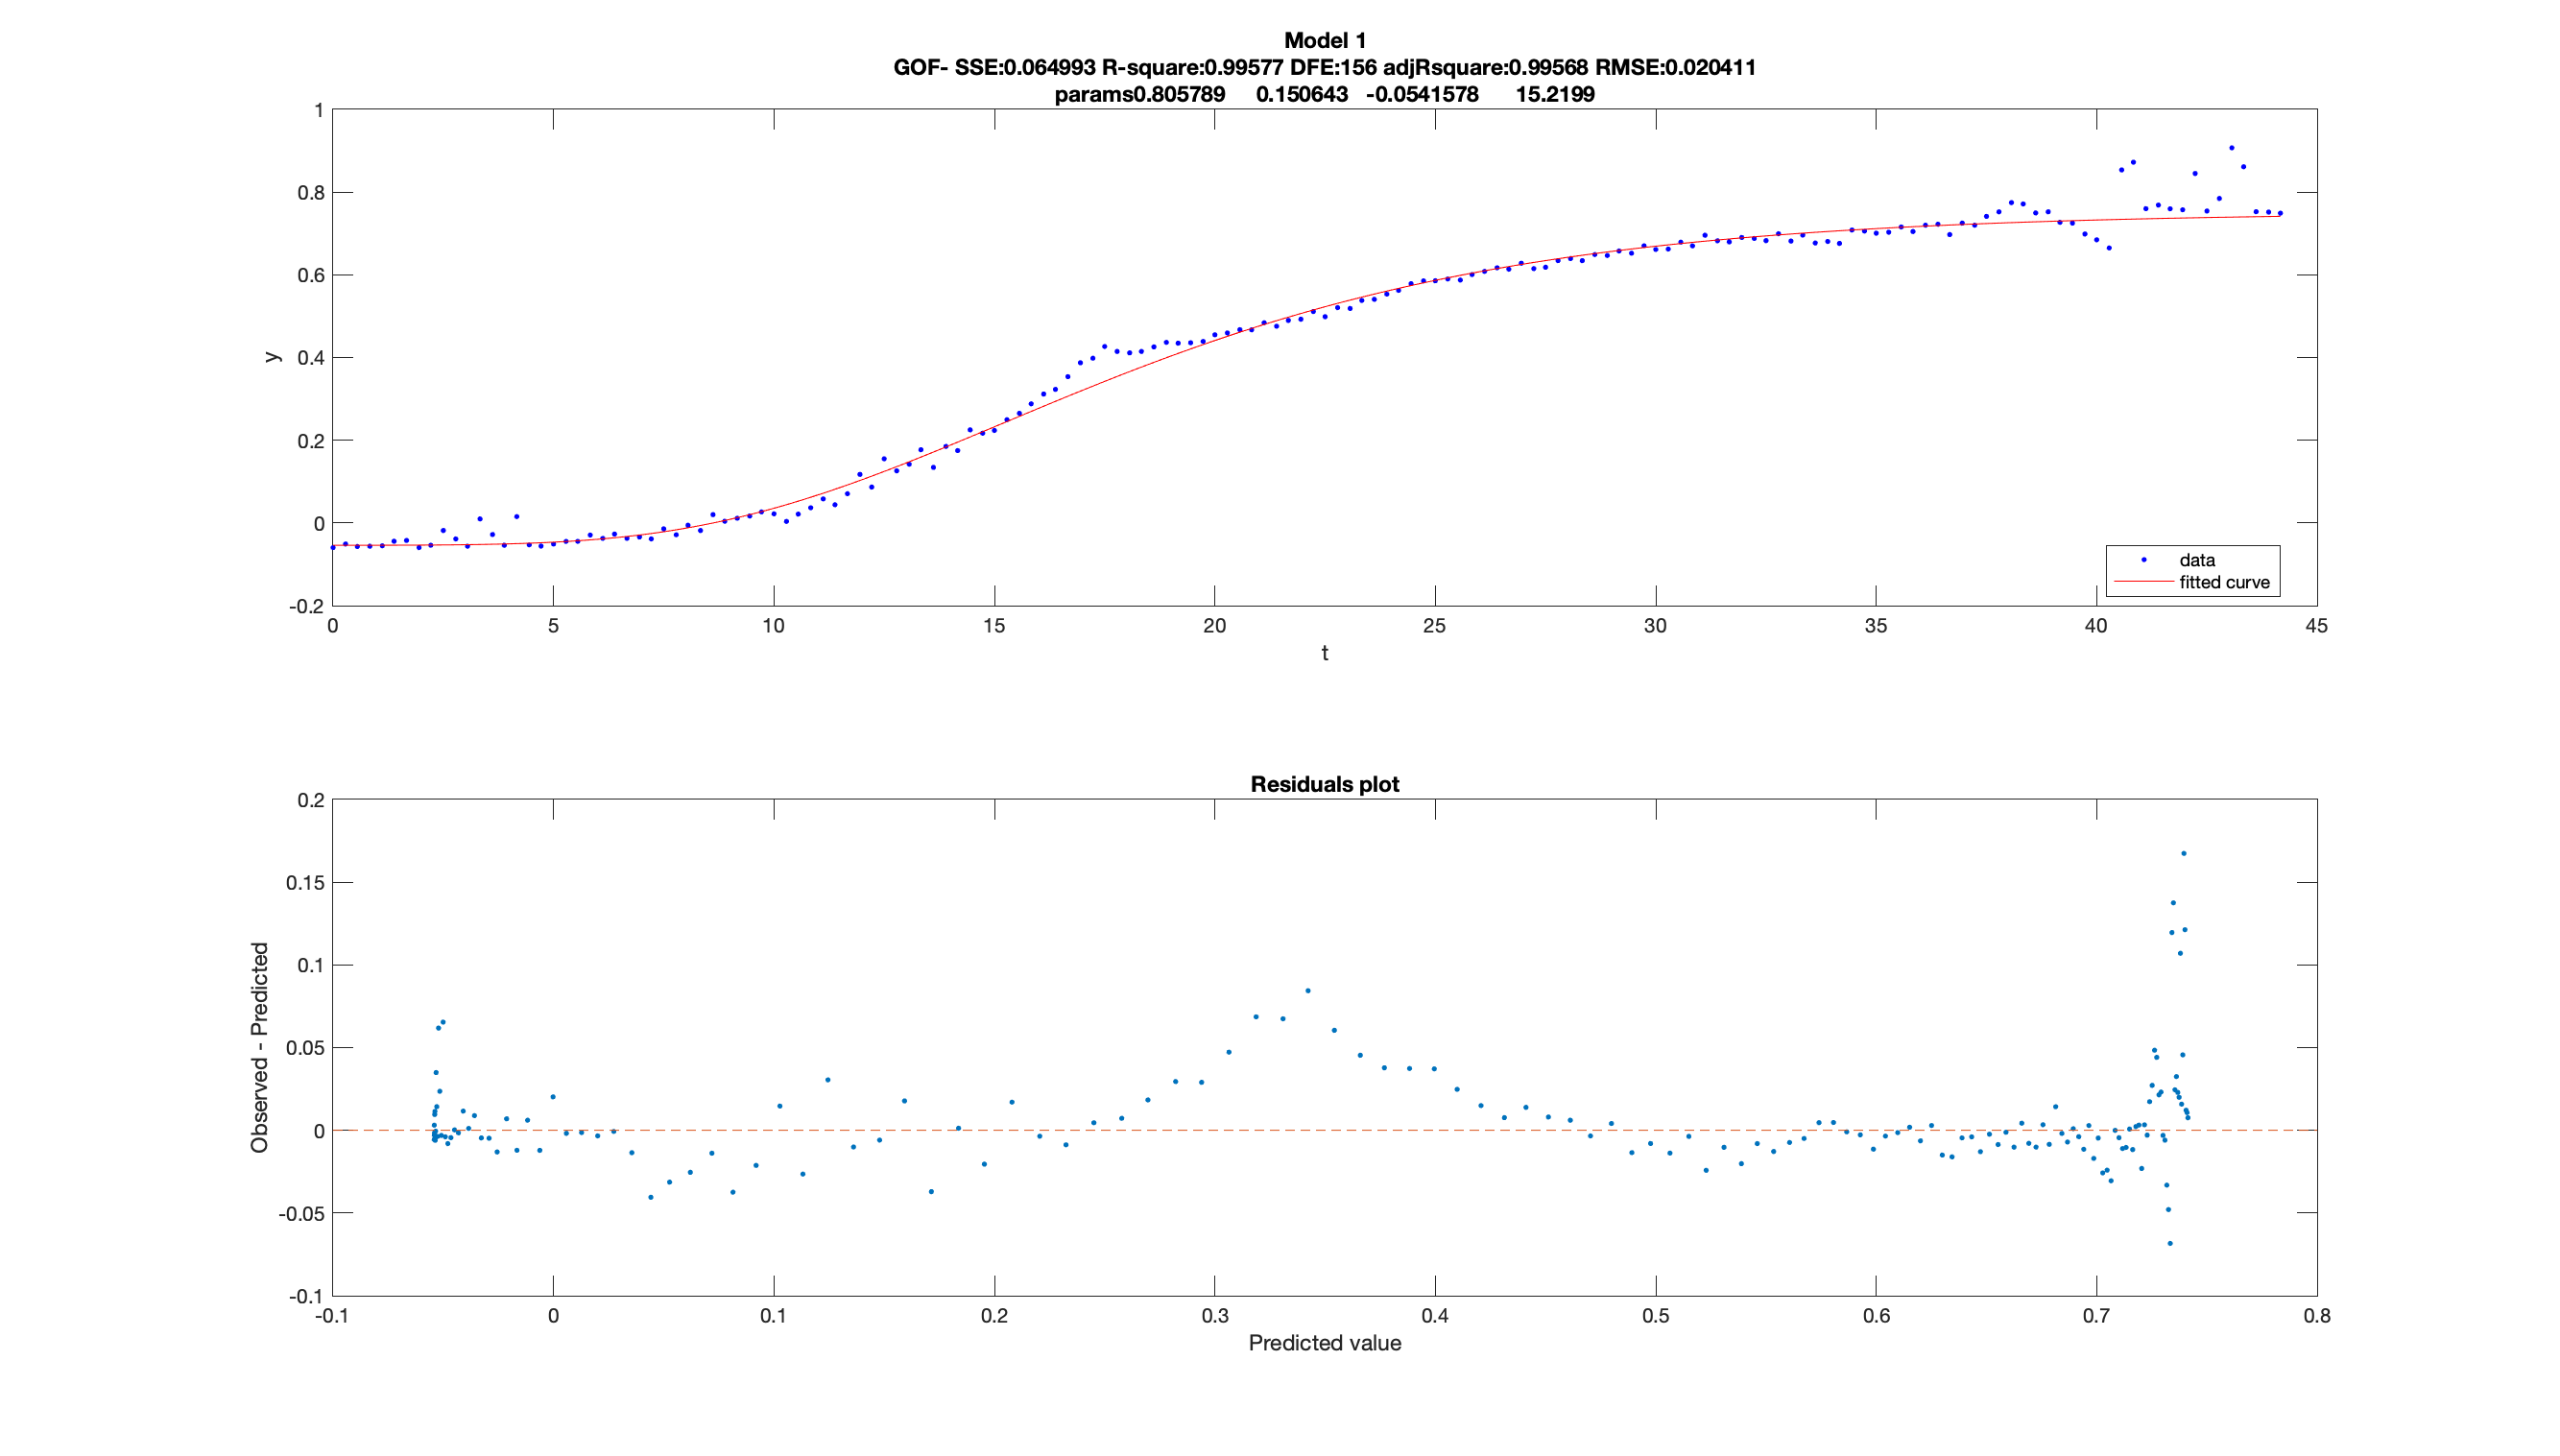 Model 1
GOF- SSE:0.064993 R-square:0.99577 DFE:156 adjRsquare:0.99568 RMSE:0.020411
params0.805789 0.150643 -0.0541578 15.2199
1
0.8
0.6
0.4
0.2
0
-0.2
y
0 5 10 15 20 25 30 35 40 45
t
data
fitted curve
Residuals plot
0.2
0.15
0.1
0.05
0
-0.05
-0.1
Observed - Predicted
-0.1 0 0.1 0.2 0.3 0.4 0.5 0.6 0.7 0.8
Predicted value